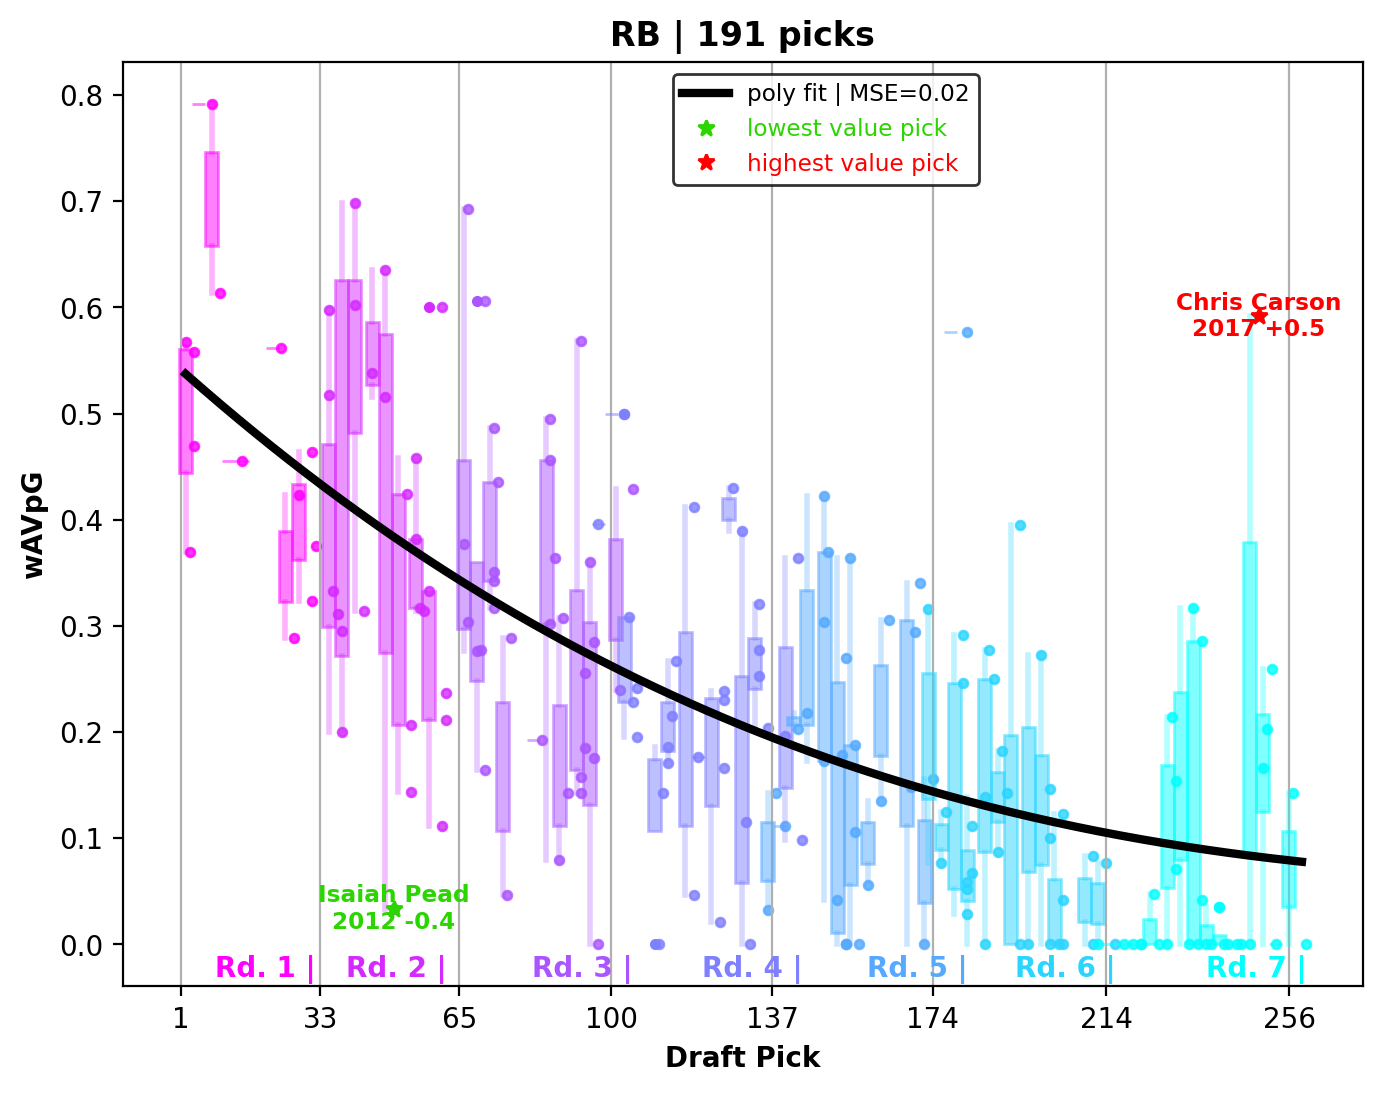 RB | 191 picks
poly fit | MSE=0.02
lowest value pick
highest value pick
0.8
0.7
0.6
0.5
0.4
0.3
0.2
0.1
0.0
wAVpG
Chris Carson
2017 +0.5
Isaiah Pead
2012 -0.4
Rd. 1 | Rd. 2 | Rd. 3 | Rd. 4 | Rd. 5 | Rd. 6 | Rd. 7 |
1 33 65 100 137 174 214 256
Draft Pick